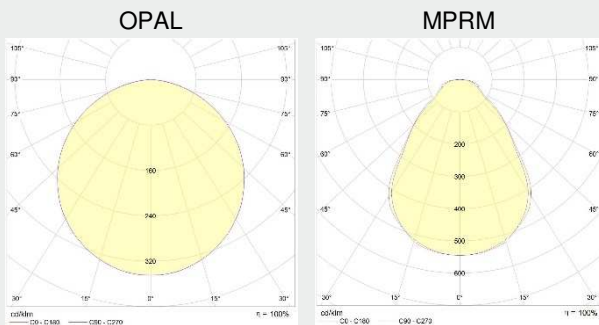 OPAL MPRM
105° 105° 105° 105°
90° 90° 90° 90°
75° 75° 75° 75°
60° 60° 60° 60°
45° 45° 45° 45°
160
240
320
200
300
400
500
600
30° 15° 0° 15° 30° 30° 15° 0° 15° 30°
cd/klm η = 100% cd/klm η = 100%
C0 - C180 C90 - C270 C0 - C180 C90 - C270